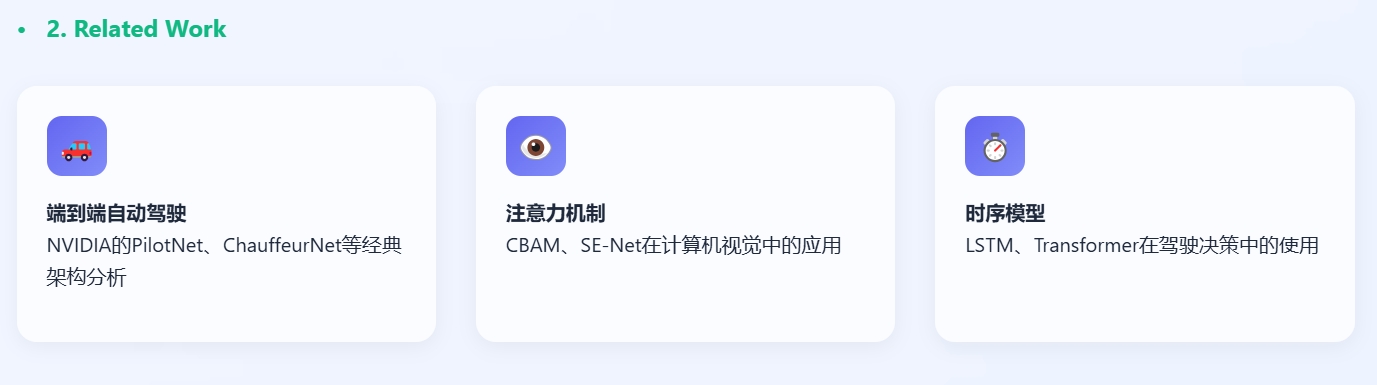 • 2. Related Work
端到端自动驾驶
NVIDIA的PilotNet、ChauffeurNet等经典
架构分析
注意力机制
CBAM、SE-Net在计算机视觉中的应用
时序模型
LSTM、Transformer在驾驶决策中的使用